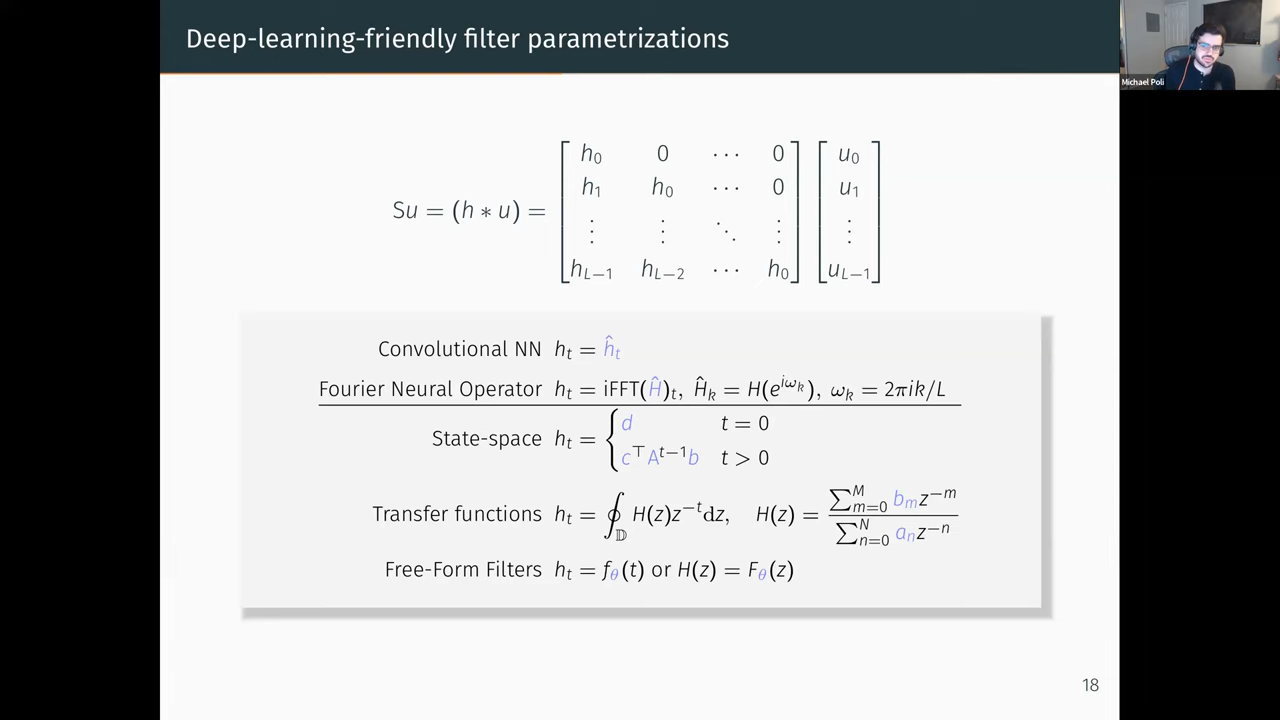 Deep-learning-friendly filter parametrizations
Michael Poli
Su = (h ∗ u) = [h₀ 0 ⋯ 0; h₁ h₀ ⋯ 0; ⋮ ⋮ ⋱ ⋮; h_{L−1} h_{L−2} ⋯ h₀] [u₀; u₁; ⋮; u_{L−1}]
Convolutional NN h_t = ĥ_t
Fourier Neural Operator h_t = iFFT(Ĥ)_t, Ĥ_k = H(e^{iω_k}), ω_k = 2πik/L
State-space h_t = { d t = 0
c^⊤A^{t−1}b t > 0
Transfer functions h_t = ∮_𝔻 H(z)z^{−t}dz, H(z) = ∑_{m=0}^{M} b_m z^{−m} / ∑_{n=0}^{N} a_n z^{−n}
Free-Form Filters h_t = f_θ(t) or H(z) = F_θ(z)
18